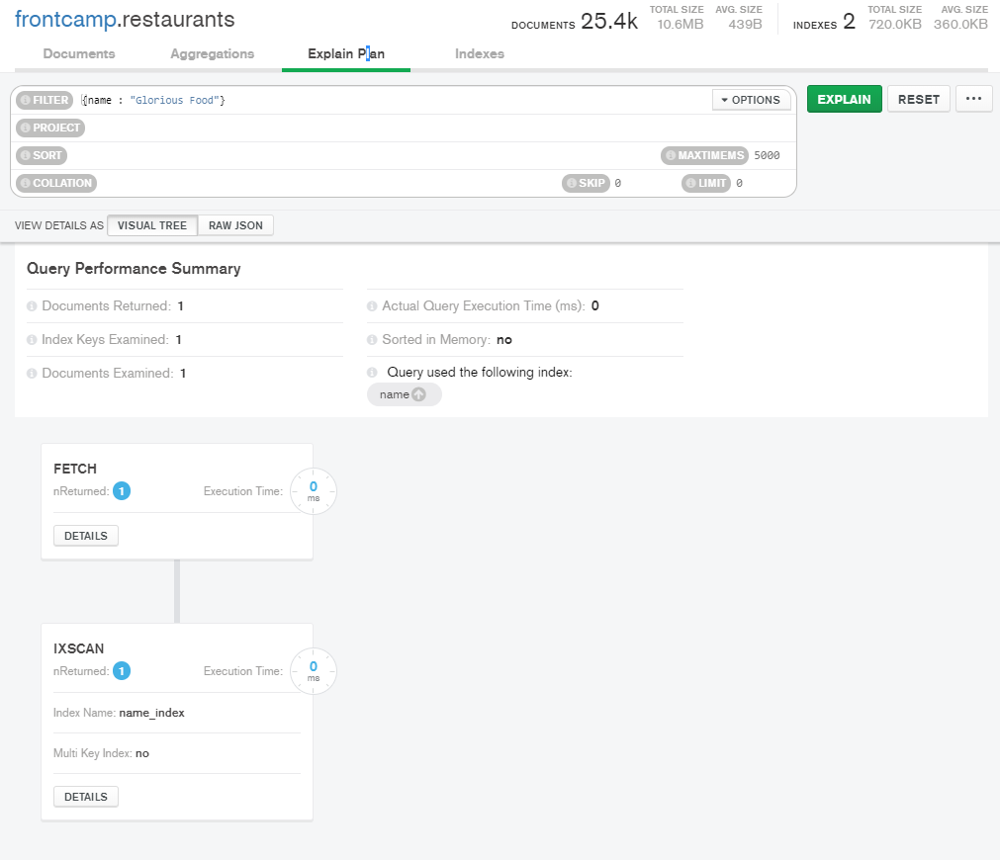 frontcamp.restaurants
DOCUMENTS 25.4k TOTAL SIZE 10.6MB AVG. SIZE 439B INDEXES 2 TOTAL SIZE 720.0KB AVG. SIZE 360.0KB
Documents Aggregations Explain Plan Indexes
FILTER {name : "Glorious Food"} OPTIONS EXPLAIN RESET ...
PROJECT
SORT MAXTIMEMS 5000
COLLATION SKIP 0 LIMIT 0
VIEW DETAILS AS VISUAL TREE RAW JSON
Query Performance Summary
Documents Returned: 1 Actual Query Execution Time (ms): 0
Index Keys Examined: 1 Sorted in Memory: no
Documents Examined: 1 Query used the following index:
name
FETCH
nReturned: 1 Execution Time: 0 ms
DETAILS
IXSCAN
nReturned: 1 Execution Time: 0 ms
Index Name: name_index
Multi Key Index: no
DETAILS